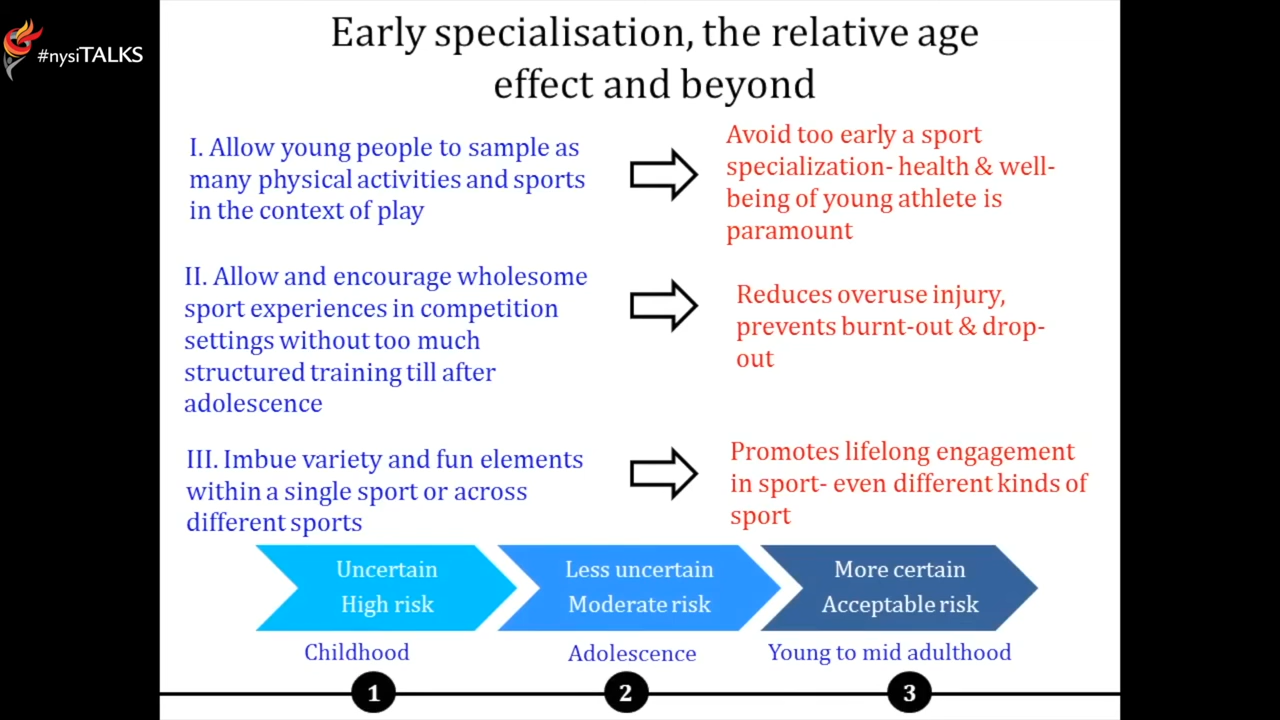 #nysiTALKS
Early specialisation, the relative age
effect and beyond
I. Allow young people to sample as
many physical activities and sports
in the context of play
Avoid too early a sport
specialization- health & well-
being of young athlete is
paramount
II. Allow and encourage wholesome
sport experiences in competition
settings without too much
structured training till after
adolescence
Reduces overuse injury,
prevents burnt-out & drop-
out
III. Imbue variety and fun elements
within a single sport or across
different sports
Promotes lifelong engagement
in sport- even different kinds of
sport
Uncertain
High risk
Less uncertain
Moderate risk
More certain
Acceptable risk
Childhood
Adolescence
Young to mid adulthood
1
2
3